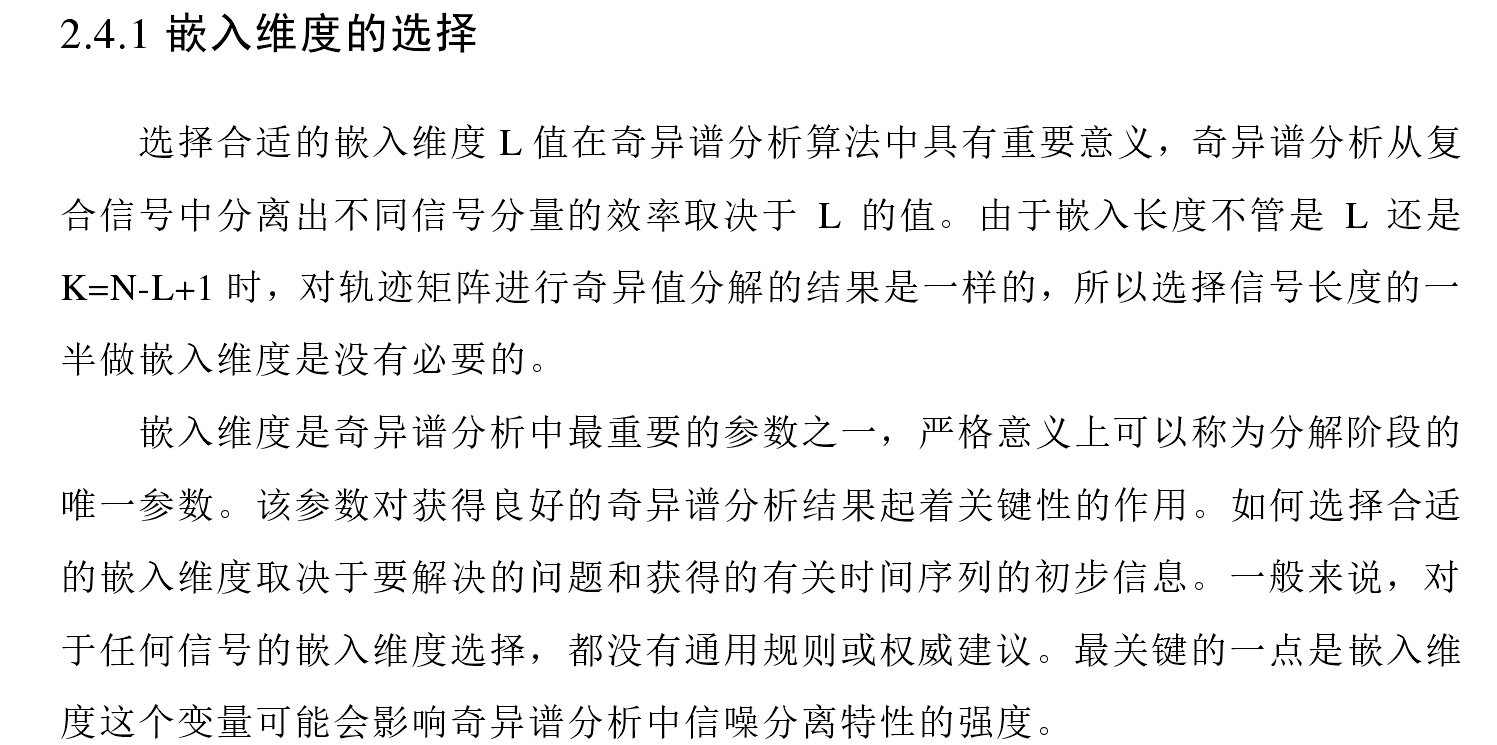 2.4.1 嵌入维度的选择
选择合适的嵌入维度 L 值在奇异谱分析算法中具有重要意义，奇异谱分析从复
合信号中分离出不同信号分量的效率取决于 L 的值。由于嵌入长度不管是 L 还是
K=N-L+1 时，对轨迹矩阵进行奇异值分解的结果是一样的，所以选择信号长度的一
半做嵌入维度是没有必要的。
嵌入维度是奇异谱分析中最重要的参数之一，严格意义上可以称为分解阶段的
唯一参数。该参数对获得良好的奇异谱分析结果起着关键性的作用。如何选择合适
的嵌入维度取决于要解决的问题和获得的有关时间序列的初步信息。一般来说，对
于任何信号的嵌入维度选择，都没有通用规则或权威建议。最关键的一点是嵌入维
度这个变量可能会影响奇异谱分析中信噪分离特性的强度。